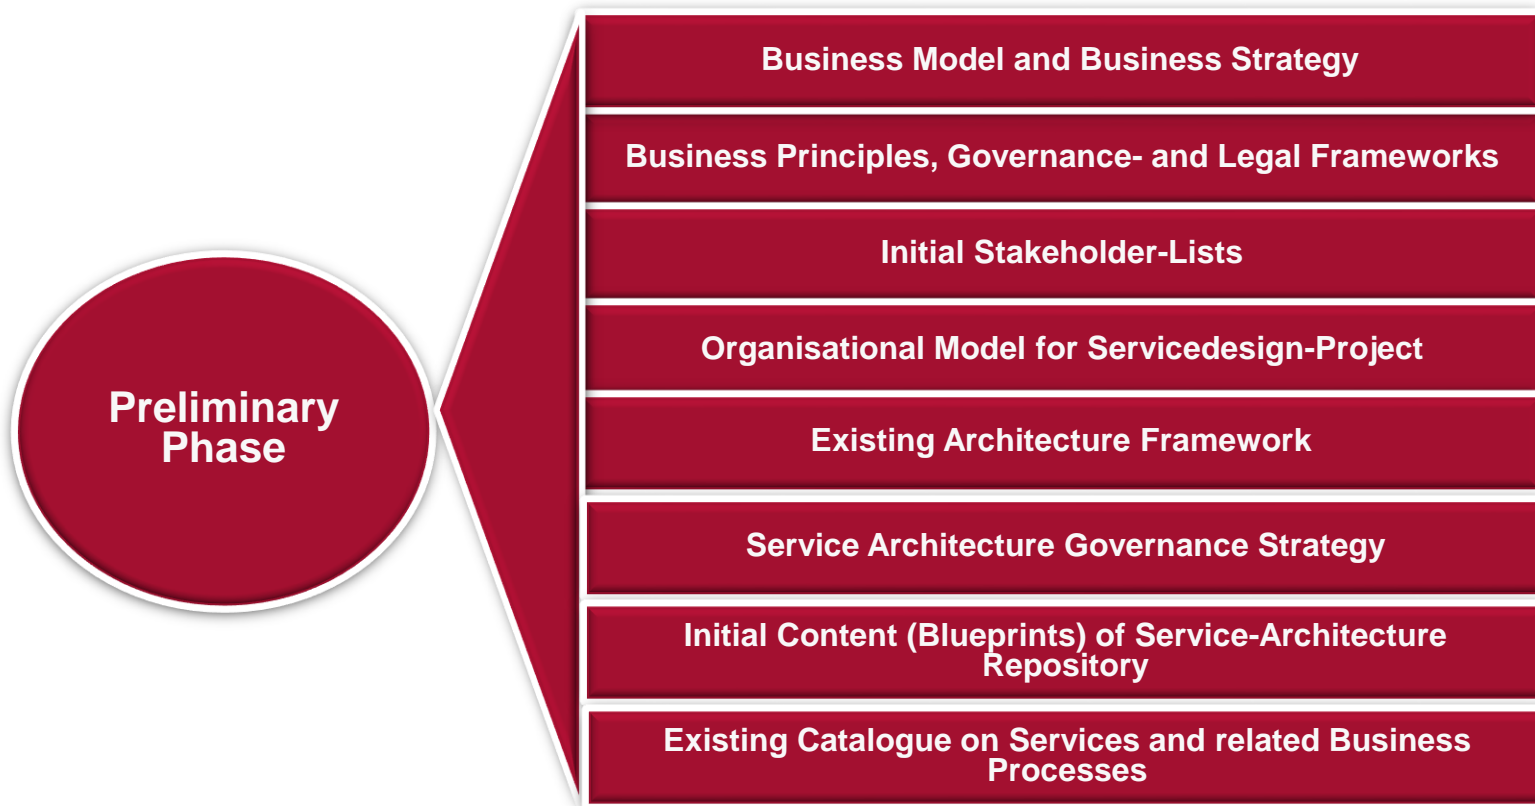 Business Model and Business Strategy
Business Principles, Governance- and Legal Frameworks
Initial Stakeholder-Lists
Organisational Model for Servicedesign-Project
Preliminary
Phase
Existing Architecture Framework
Service Architecture Governance Strategy
Initial Content (Blueprints) of Service-Architecture
Repository
Existing Catalogue on Services and related Business
Processes